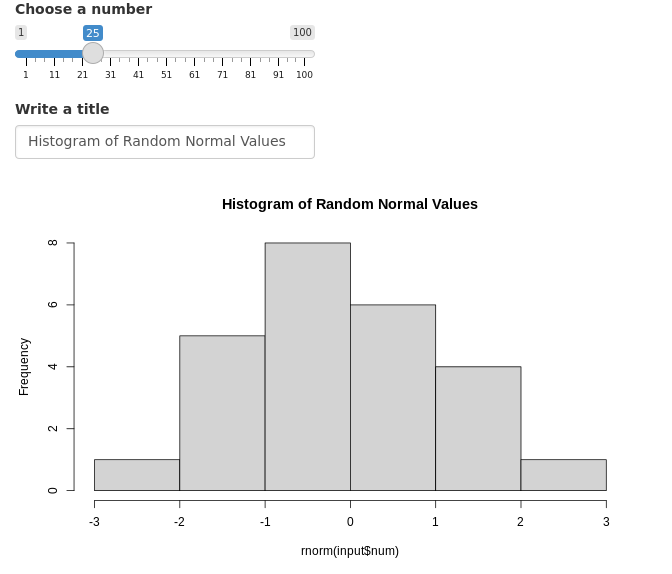 Choose a number
1 25 100
1 11 21 31 41 51 61 71 81 91 100
Write a title
Histogram of Random Normal Values
Histogram of Random Normal Values
8
6
4
2
0
Frequency
-3 -2 -1 0 1 2 3
rnorm(input$num)